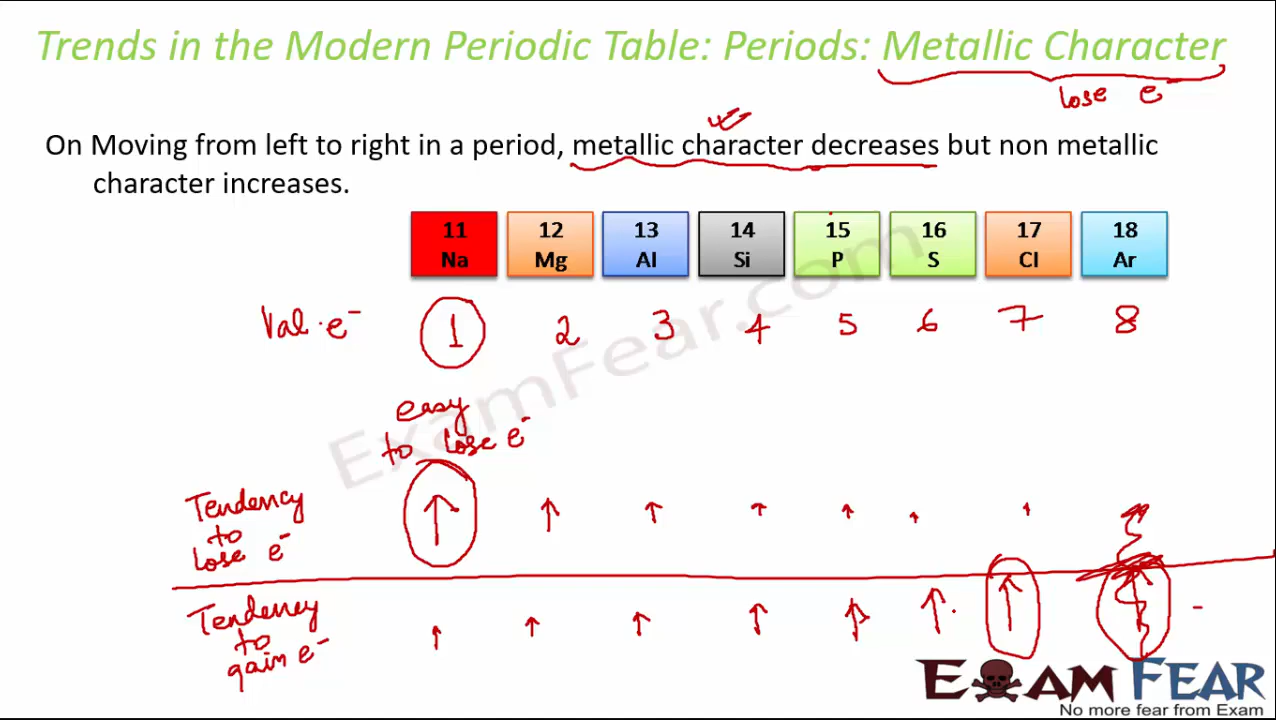 Trends in the Modern Periodic Table: Periods: Metallic Character
lose e⁻
On Moving from left to right in a period, metallic character decreases but non metallic
character increases.
11 12 13 14 15 16 17 18
Na Mg Al Si P S Cl Ar
Val. e⁻ 1 2 3 4 5 6 7 8
ExamFear.com
easy
to lose e⁻
Tendency
to
lose e⁻
Tendency
to
gain e⁻
EXAM FEAR
No more fear from Exam